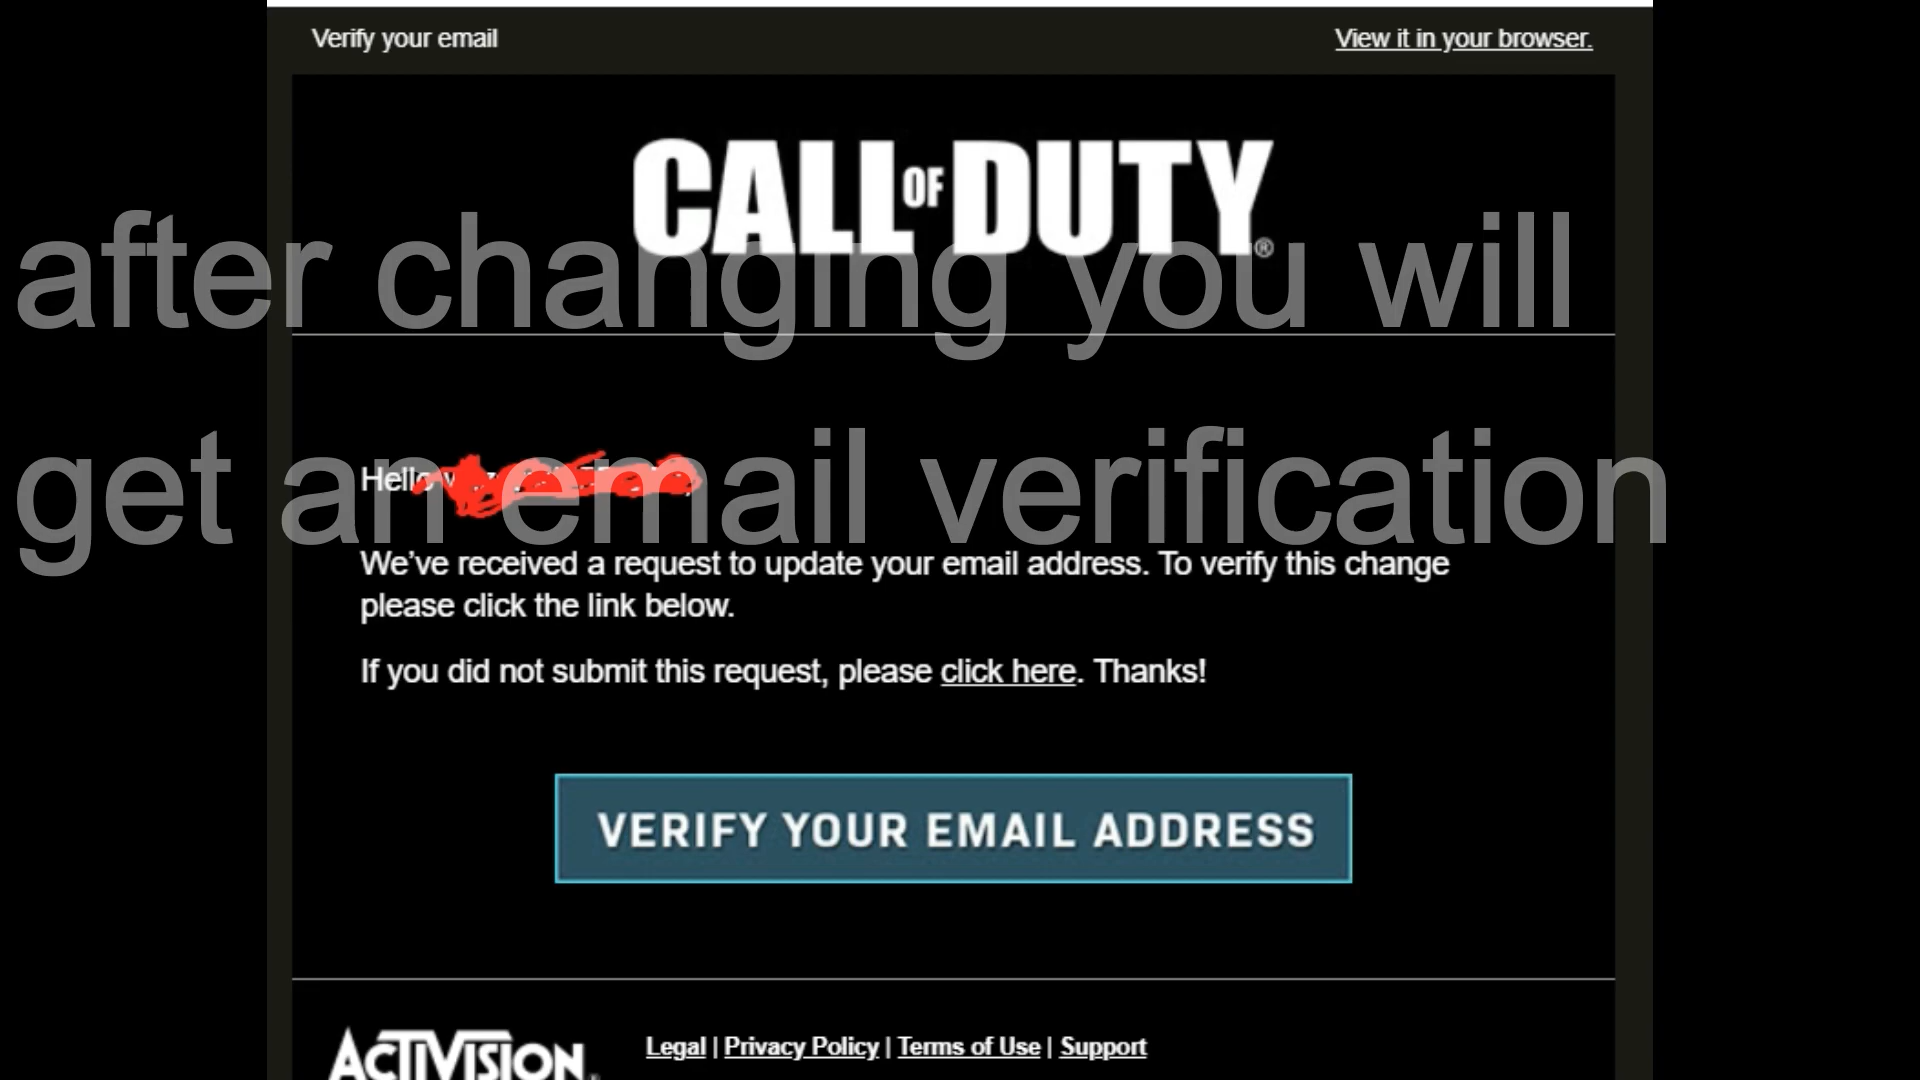 Verify your email
View it in your browser.
CALL OF DUTY®
after changing you will
get an email verification
Hello
We've received a request to update your email address. To verify this change
please click the link below.
If you did not submit this request, please click here. Thanks!
VERIFY YOUR EMAIL ADDRESS
ACTIVISION.
Legal | Privacy Policy | Terms of Use | Support